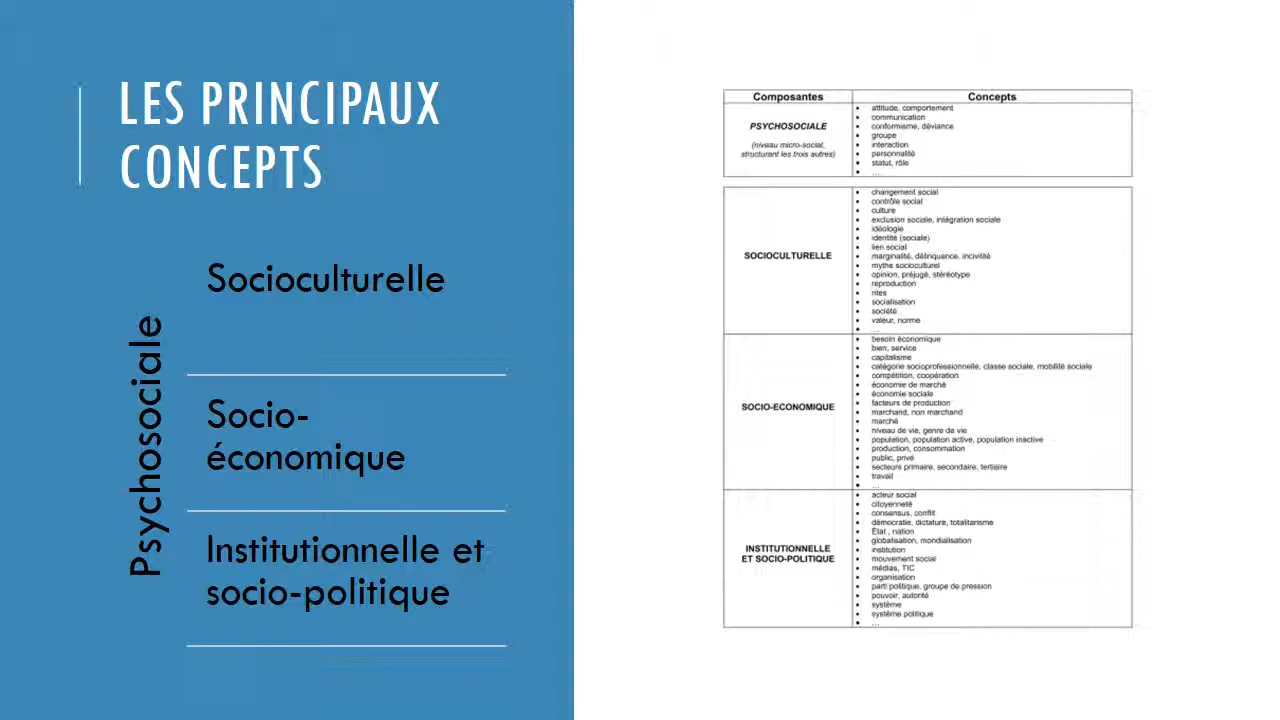 LES PRINCIPAUX
CONCEPTS
Psychosociale
Socioculturelle
Socio-
économique
Institutionnelle et
socio-politique
Composantes
Concepts
PSYCHOSOCIALE
(niveau micro-social,
structurant les trois autres)
• attitude, comportement
• communication
• conformisme, déviance
• groupe
• interaction
• personnalité
• statut, rôle
• ....
SOCIOCULTURELLE
• changement social
• contrôle social
• culture
• exclusion sociale, intégration sociale
• idéologie
• identité (sociale)
• lien social
• marginalité, délinquance, incivilité
• mythe socioculturel
• opinion, préjugé, stéréotype
• reproduction
• rites
• socialisation
• société
• valeur, norme
• ...
SOCIO-ECONOMIQUE
• besoin économique
• bien, service
• capitalisme
• catégorie socioprofessionnelle, classe sociale, mobilité sociale
• compétition, coopération
• économie de marché
• économie sociale
• facteurs de production
• marchand, non marchand
• marché
• niveau de vie, genre de vie
• population, population active, population inactive
• production, consommation
• public, privé
• secteurs primaire, secondaire, tertiaire
• travail
• ...
INSTITUTIONNELLE
ET SOCIO-POLITIQUE
• acteur social
• citoyenneté
• consensus, conflit
• démocratie, dictature, totalitarisme
• État , nation
• globalisation, mondialisation
• institution
• mouvement social
• médias, TIC
• organisation
• parti politique, groupe de pression
• pouvoir, autorité
• système
• système politique
• ...